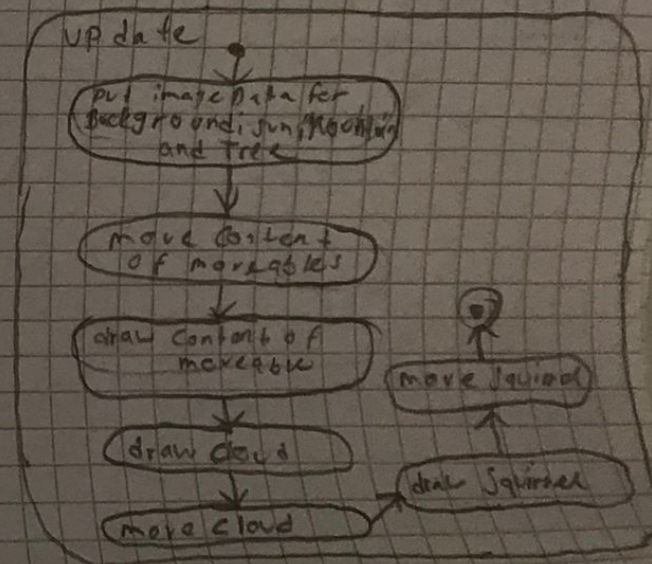 update
put imageData for
Background, sun, Mountain
and Tree
move Content
of moveables
draw Content of
moveable
draw cloud
move cloud
draw Squirrel
move Squirrel